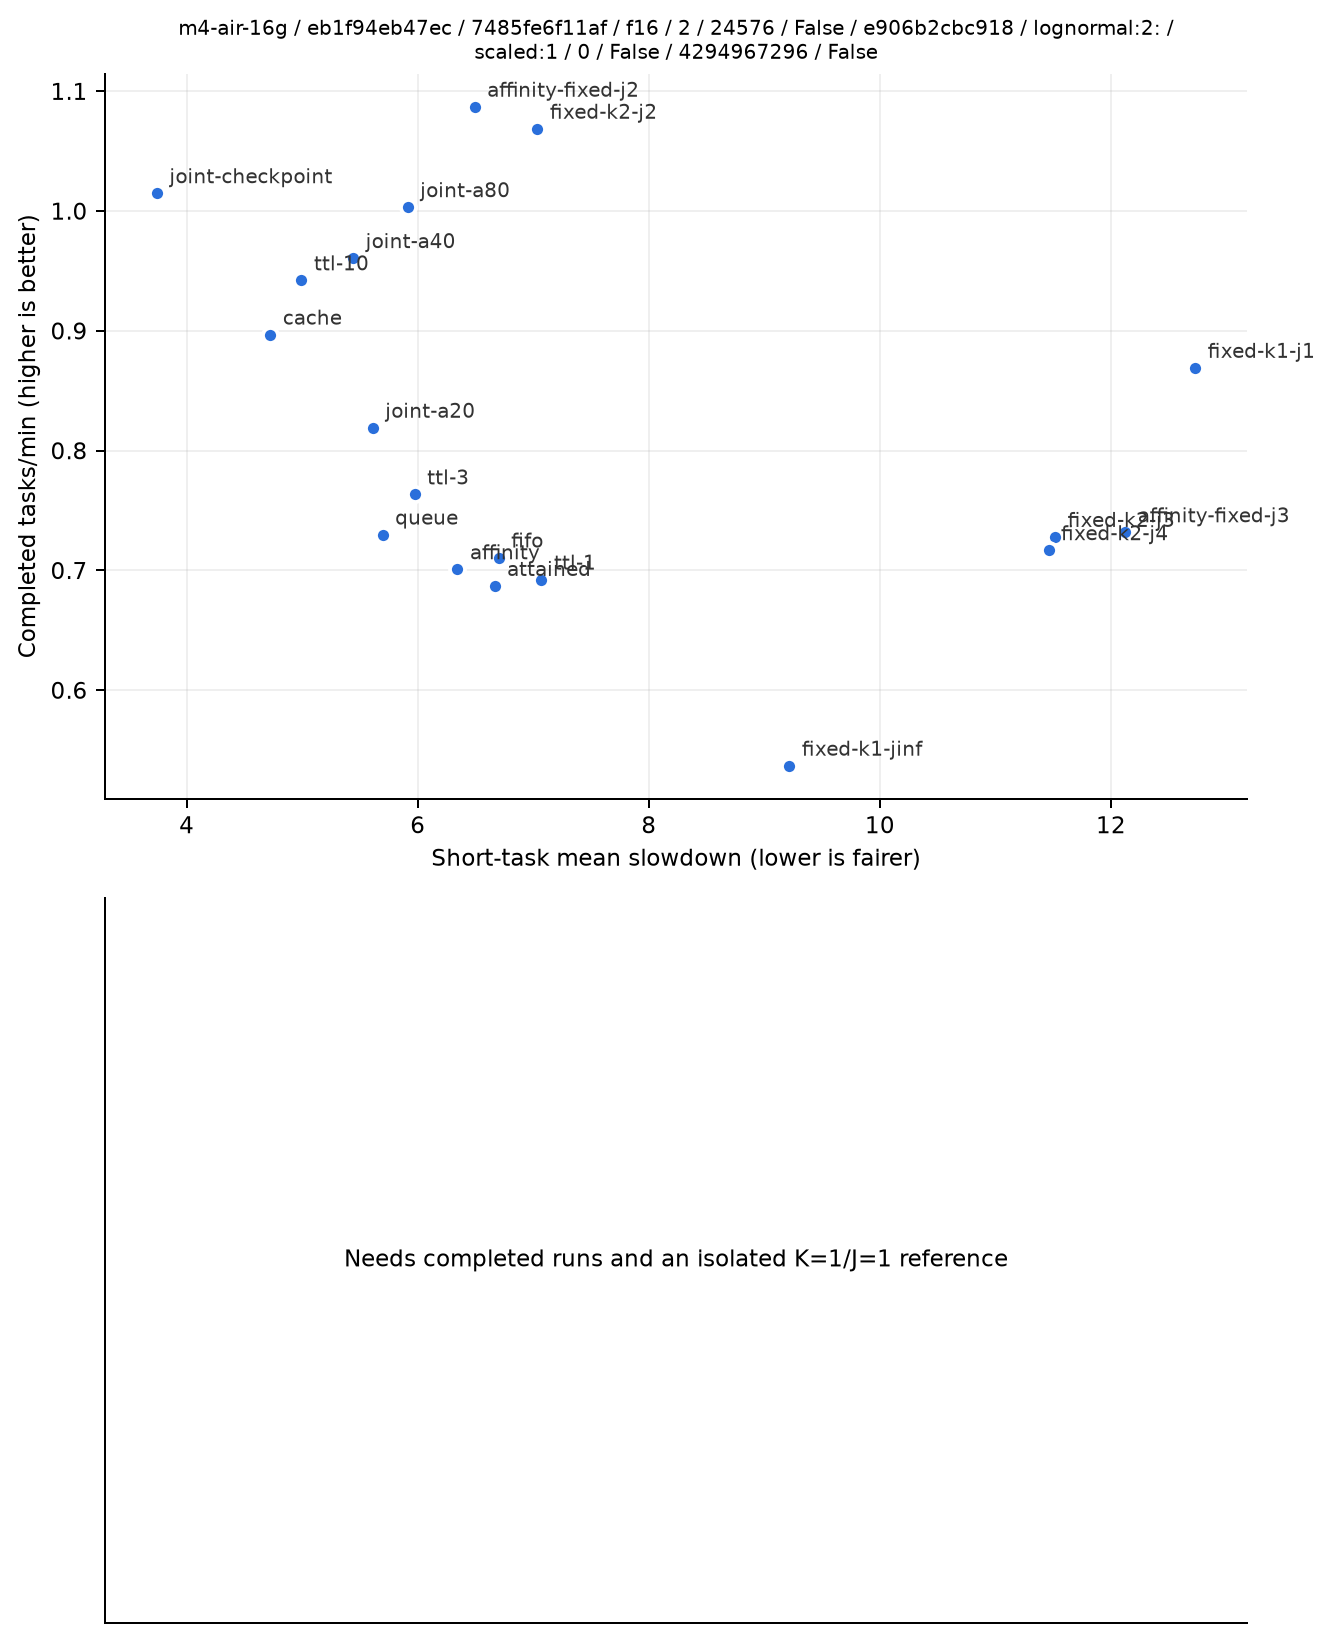 m4-air-16g / eb1f94eb47ec / 7485fe6f11af / f16 / 2 / 24576 / False / e906b2cbc918 / lognormal:2: /
scaled:1 / 0 / False / 4294967296 / False
Completed tasks/min (higher is better)
1.1
1.0
0.9
0.8
0.7
0.6
affinity-fixed-j2
fixed-k2-j2
joint-checkpoint
joint-a80
joint-a40
ttl-10
cache
fixed-k1-j1
joint-a20
ttl-3
queue
fixed-k2-j3
affinity-fixed-j3
fixed-k2-j4
fifo
affinity
ttl-1
attained
fixed-k1-jinf
4
6
8
10
12
Short-task mean slowdown (lower is fairer)
Needs completed runs and an isolated K=1/J=1 reference